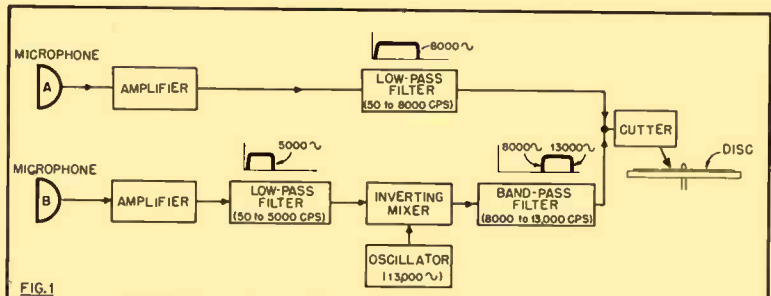 8000~
MICROPHONE
A
AMPLIFIER
LOW-PASS
FILTER
(50 to 8000 CPS)
CUTTER
DISC
MICROPHONE
B
AMPLIFIER
5000~
LOW-PASS
FILTER
(50 to 5000 CPS)
INVERTING
MIXER
8000~ 13000~
BAND-PASS
FILTER
(8000 to 13,000 CPS)
OSCILLATOR
(13,000~)
FIG.1